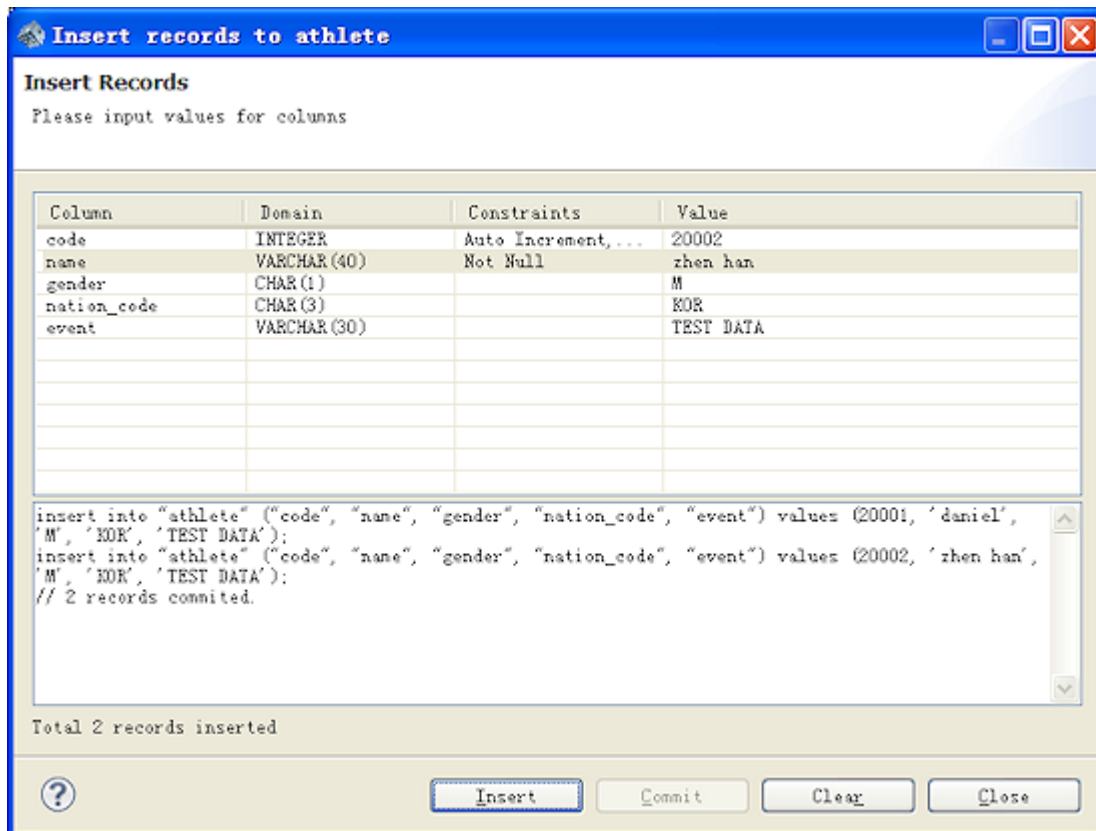 Insert records to athlete
Insert Records
Please input values for columns
Column Domain Constraints Value
code INTEGER Auto Increment,... 20002
name VARCHAR(40) Not Null zhen han
gender CHAR(1) M
nation_code CHAR(3) KOR
event VARCHAR(30) TEST DATA
insert into "athlete" ("code", "name", "gender", "nation_code", "event") values (20001, 'daniel',
'M', 'KOR', 'TEST DATA');
insert into "athlete" ("code", "name", "gender", "nation_code", "event") values (20002, 'zhen han',
'M', 'KOR', 'TEST DATA');
// 2 records commited.
Total 2 records inserted
? Insert Commit Clear Close